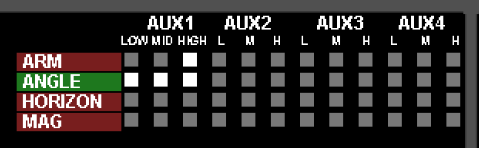 AUX1 AUX2 AUX3 AUX4
LOW MID HIGH L M H L M H L M H
ARM
ANGLE
HORIZON
MAG